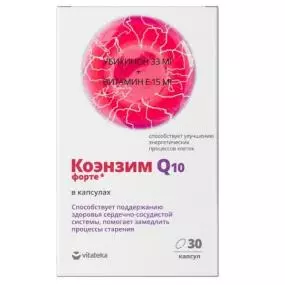 УБИХИНОН 33 МГ
+
ВИТАМИН Е 15 МГ
способствует улучшению
энергетических
процессов клеток
Коэнзим Q10
форте*
в капсулах
Способствует поддержанию
здоровья сердечно-сосудистой
системы, помогает замедлить
процессы старения
vitateka
30
капсул